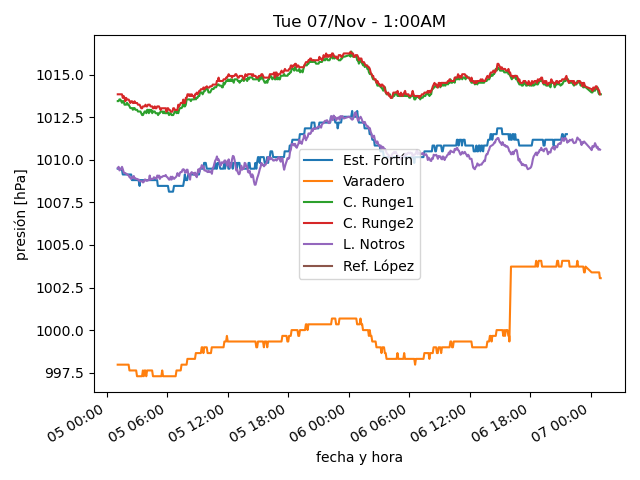 Tue 07/Nov - 1:00AM
1015.0
1012.5
1010.0
1007.5
1005.0
1002.5
1000.0
997.5
presión [hPa]
Est. Fortín
Varadero
C. Runge1
C. Runge2
L. Notros
Ref. López
05 00:00
05 06:00
05 12:00
05 18:00
06 00:00
06 06:00
06 12:00
06 18:00
07 00:00
fecha y hora